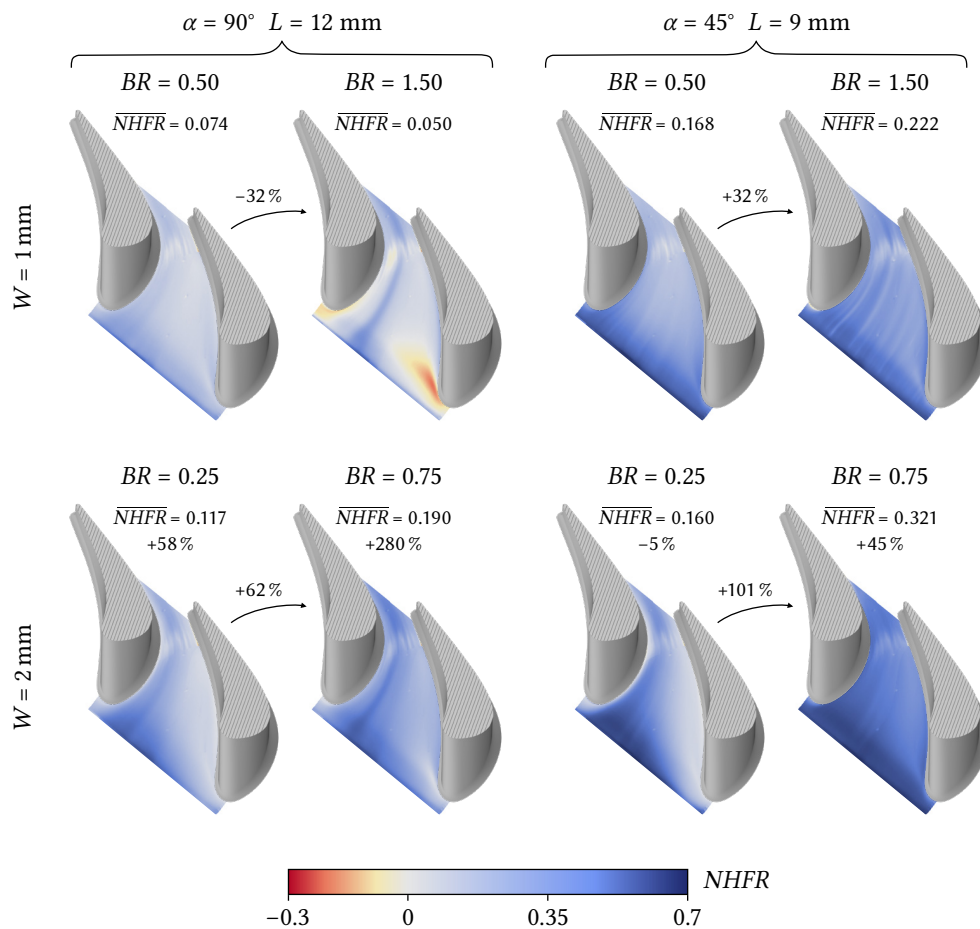 α = 90° L = 12 mm α = 45° L = 9 mm
BR = 0.50 BR = 1.50 BR = 0.50 BR = 1.50
NHFR = 0.074 NHFR = 0.050 NHFR = 0.168 NHFR = 0.222
−32 % +32 %
W = 1 mm
BR = 0.25 BR = 0.75 BR = 0.25 BR = 0.75
NHFR = 0.117 NHFR = 0.190 NHFR = 0.160 NHFR = 0.321
+58 % +280 % −5 % +45 %
+62 % +101 %
W = 2 mm
NHFR
−0.3 0 0.35 0.7